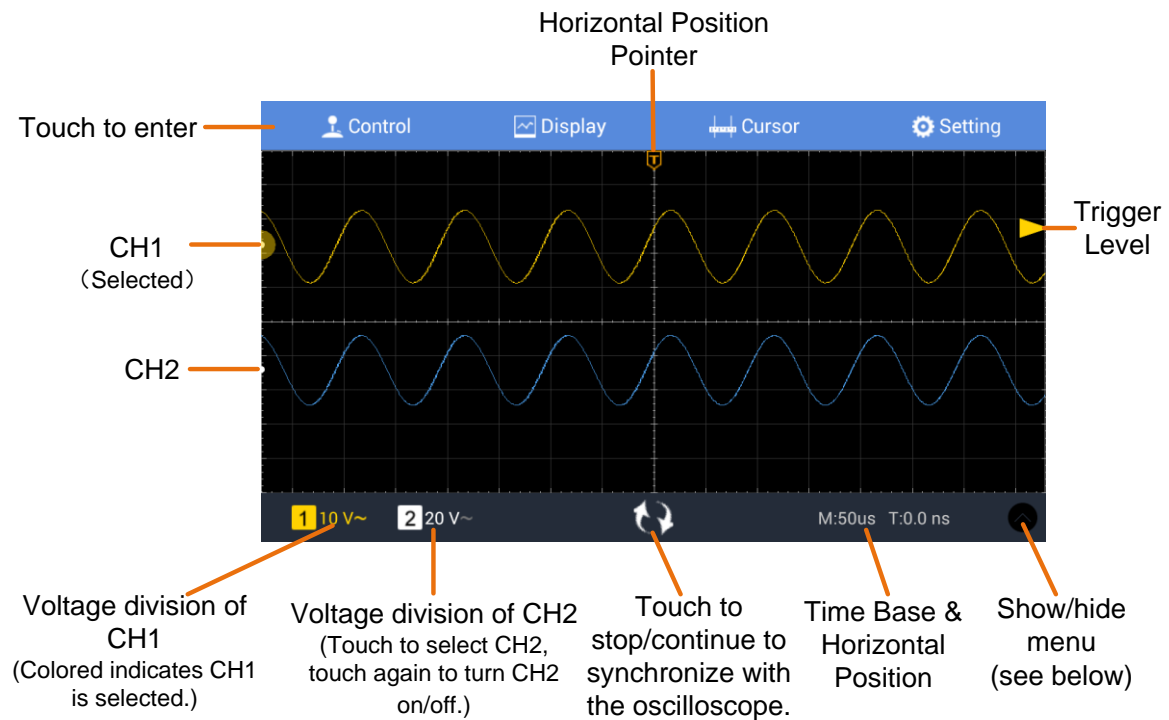 Horizontal Position
Pointer
Touch to enter
Control
Display
Cursor
Setting
T
CH1
（Selected）
Trigger
Level
CH2
1 10 V~
2 20 V~
M:50us T:0.0 ns
Voltage division of
CH1
(Colored indicates CH1
is selected.)
Voltage division of CH2
(Touch to select CH2,
touch again to turn CH2
on/off.)
Touch to
stop/continue to
synchronize with
the oscilloscope.
Time Base &
Horizontal
Position
Show/hide
menu
(see below)